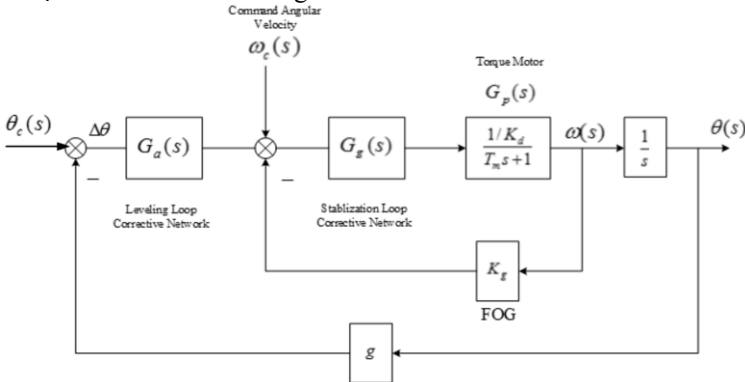 Command Angular
Velocity
ω_c(s)
Torque Motor
G_p(s)
θ_c(s)
Δθ
G_a(s)
G_g(s)
1/K_d
T_m s+1
ω(s)
1
s
θ(s)
−
−
Leveling Loop
Corrective Network
Stablization Loop
Corrective Network
K_g
FOG
g